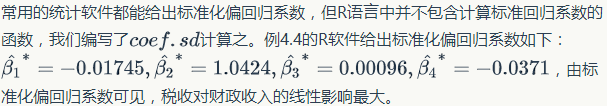 常用的统计软件都能给出标准化偏回归系数，但R语言中并不包含计算标准回归系数的
函数，我们编写了coef.sd计算之。例4.4的R软件给出标准化偏回归系数如下：
β̂₁* = −0.01745, β̂₂* = 1.0424, β̂₃* = 0.00096, β̂₄* = −0.0371，由标
准化偏回归系数可见，税收对财政收入的线性影响最大。